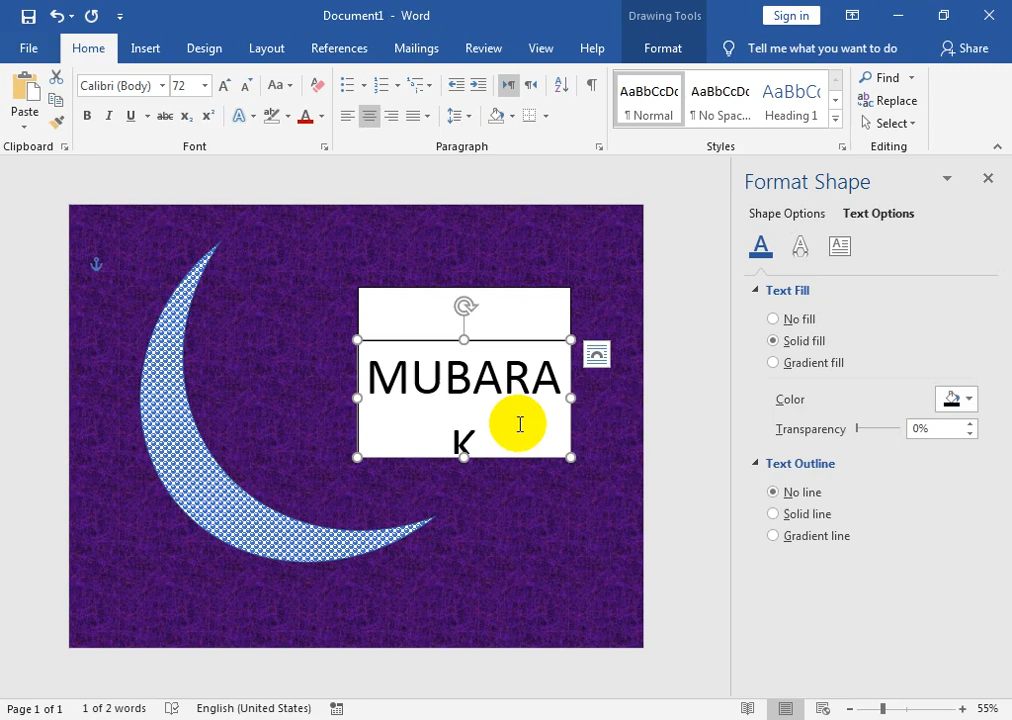 Document1 - Word
Drawing Tools
Sign in
File
Home
Insert
Design
Layout
References
Mailings
Review
View
Help
Format
Tell me what you want to do
Share
Paste
Calibri (Body)
72
A A Aa
B I U abc x₂ x² A A
AaBbCcDc
¶ Normal
AaBbCcDc
¶ No Spac...
AaBbCc
Heading 1
Find
Replace
Select
Clipboard
Font
Paragraph
Styles
Editing
MUBARA
K
Format Shape
Shape Options
Text Options
Text Fill
No fill
Solid fill
Gradient fill
Color
Transparency
0%
Text Outline
No line
Solid line
Gradient line
Page 1 of 1
1 of 2 words
English (United States)
55%